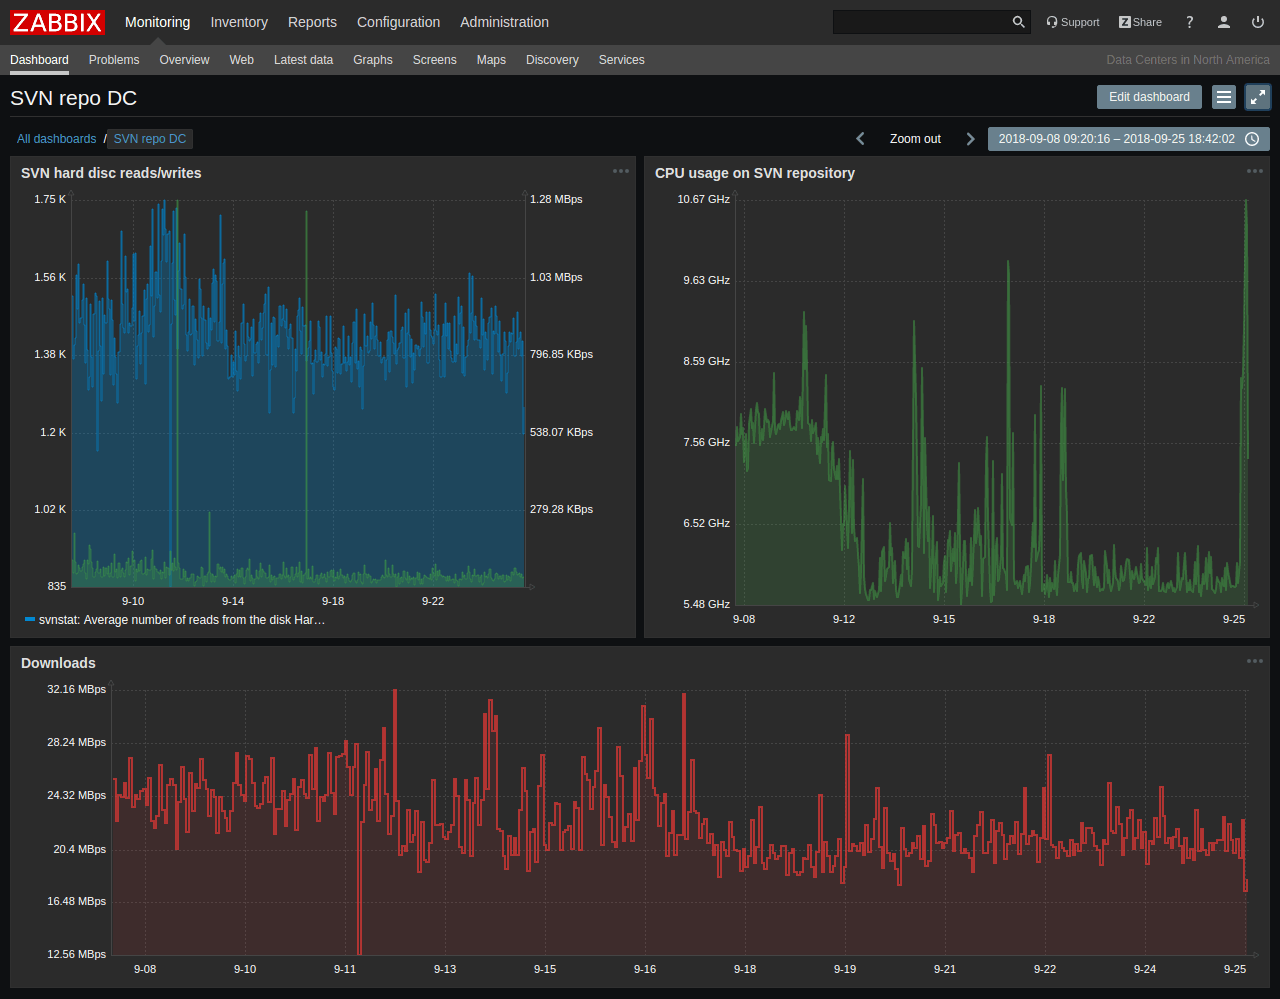 ZABBIX Monitoring Inventory Reports Configuration Administration Support Z Share ?
Dashboard Problems Overview Web Latest data Graphs Screens Maps Discovery Services Data Centers in North America
SVN repo DC Edit dashboard
All dashboards / SVN repo DC Zoom out 2018-09-08 09:20:16 – 2018-09-25 18:42:02
SVN hard disc reads/writes
1.75 K 1.28 MBps
1.56 K 1.03 MBps
1.38 K 796.85 KBps
1.2 K 538.07 KBps
1.02 K 279.28 KBps
835
9-10 9-14 9-18 9-22
svnstat: Average number of reads from the disk Har...
CPU usage on SVN repository
10.67 GHz
9.63 GHz
8.59 GHz
7.56 GHz
6.52 GHz
5.48 GHz
9-08 9-12 9-15 9-18 9-22 9-25
Downloads
32.16 MBps
28.24 MBps
24.32 MBps
20.4 MBps
16.48 MBps
12.56 MBps
9-08 9-10 9-11 9-13 9-15 9-16 9-18 9-19 9-21 9-22 9-24 9-25